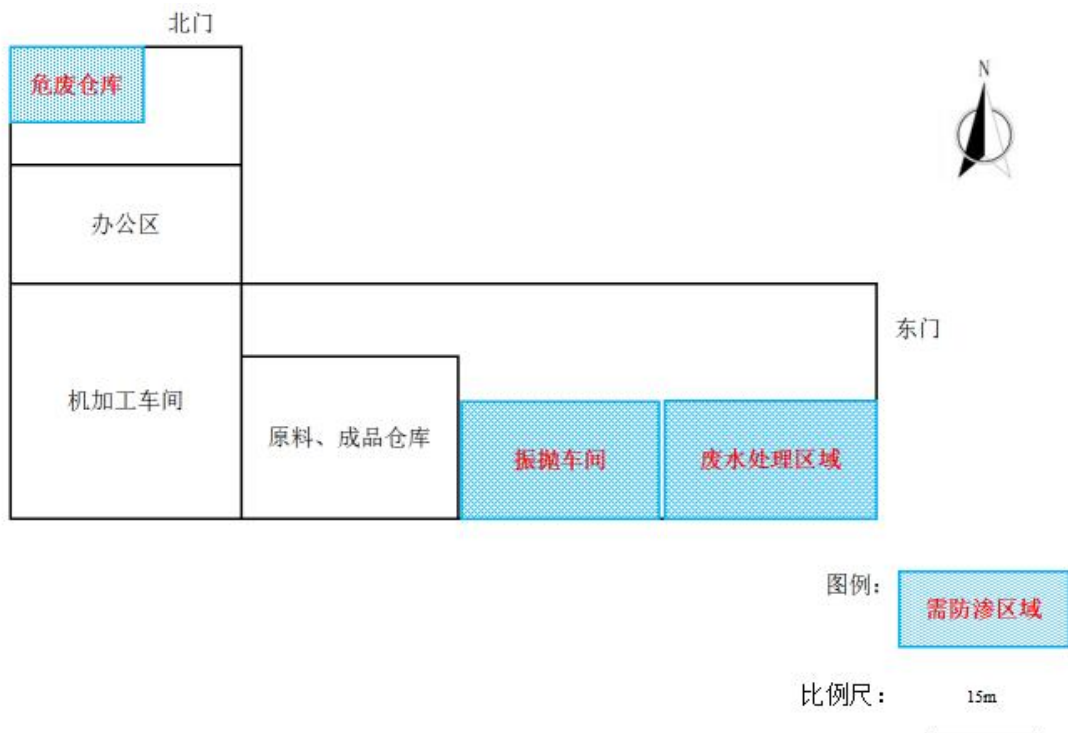 北门
N
危废仓库
办公区
东门
机加工车间
原料、成品仓库
振抛车间
废水处理区域
图例：
需防渗区域
比例尺：
15m